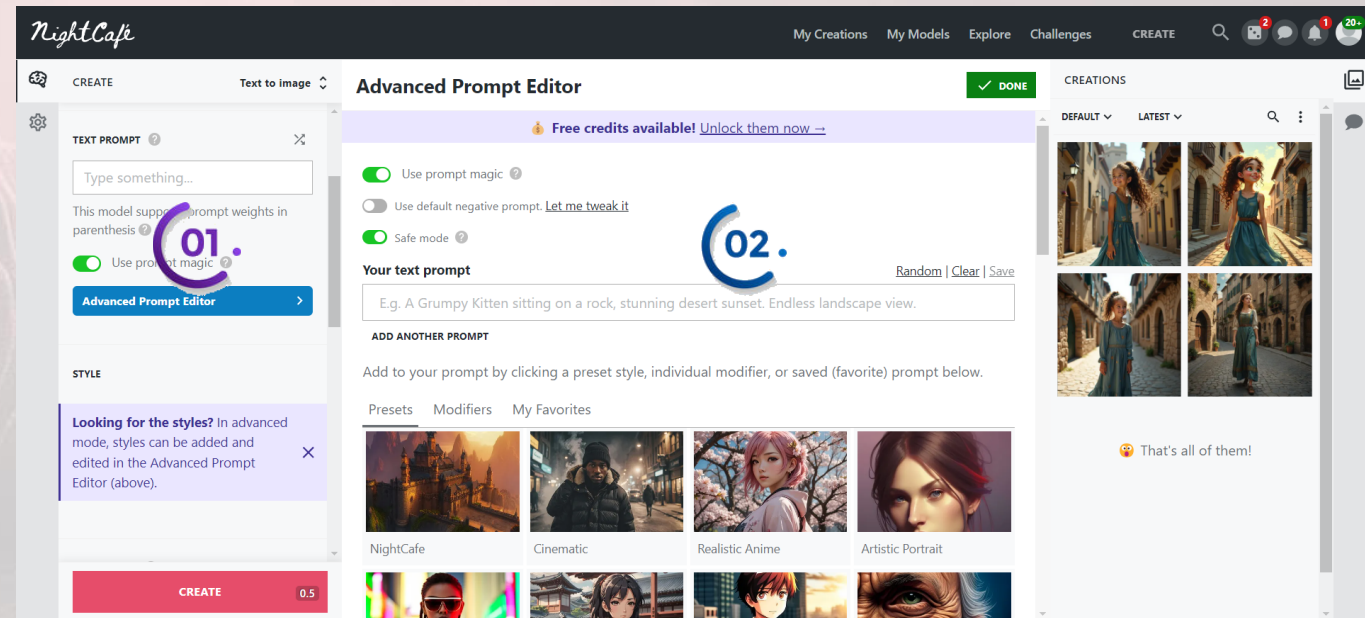 NightCafé
My Creations My Models Explore Challenges CREATE 2 1 20+
CREATE Text to image
TEXT PROMPT ?
Type something...
This model support prompt weights in
parenthesis ?
01.
Use prompt magic ?
Advanced Prompt Editor
STYLE
Looking for the styles? In advanced
mode, styles can be added and
edited in the Advanced Prompt
Editor (above).
CREATE 0.5
Advanced Prompt Editor DONE
Free credits available! Unlock them now →
Use prompt magic ?
Use default negative prompt. Let me tweak it
Safe mode ?
02.
Your text prompt Random | Clear | Save
E.g. A Grumpy Kitten sitting on a rock, stunning desert sunset. Endless landscape view.
ADD ANOTHER PROMPT
Add to your prompt by clicking a preset style, individual modifier, or saved (favorite) prompt below.
Presets Modifiers My Favorites
NightCafe Cinematic Realistic Anime Artistic Portrait
CREATIONS
DEFAULT LATEST
That's all of them!